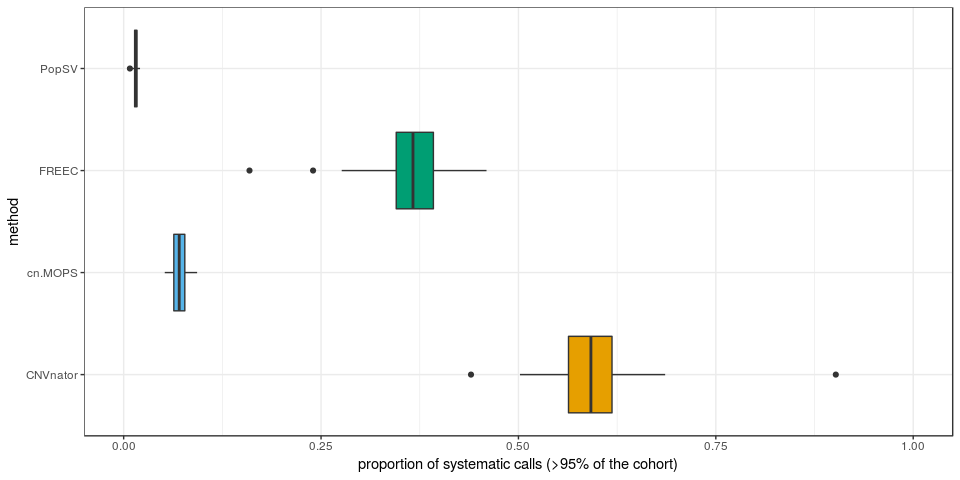 PopSV
FREEC
cn.MOPS
CNVnator
method
0.00 0.25 0.50 0.75 1.00
proportion of systematic calls (>95% of the cohort)